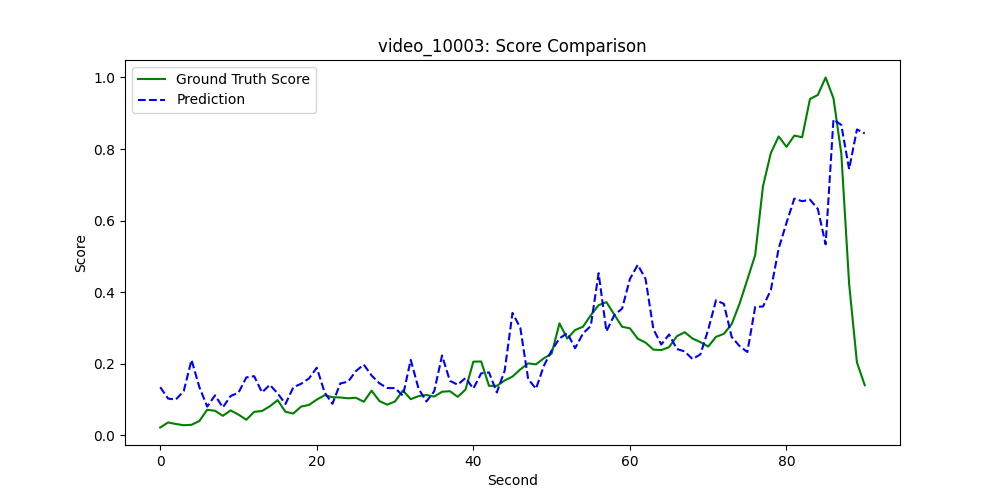 video_10003: Score Comparison
Ground Truth Score
Prediction
1.0
0.8
0.6
0.4
0.2
0.0
Score
0 20 40 60 80
Second